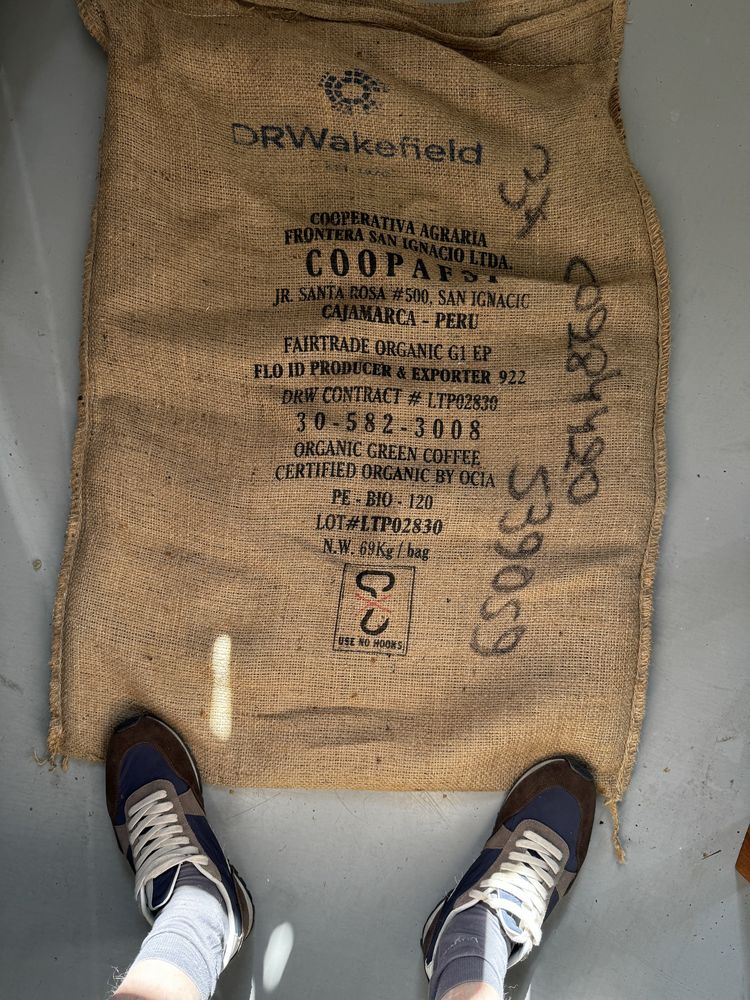 DRWakefield
COOPERATIVA AGRARIA
FRONTERA SAN IGNACIO LTDA.
JR. SANTA ROSA #500, SAN IGNACIC
CAJAMARCA - PERU
FAIRTRADE ORGANIC G1 EP
FLO ID PRODUCER & EXPORTER 922
DRW CONTRACT # LTP02830
30-582-3008
ORGANIC GREEN COFFEE
CERTIFIED ORGANIC BY OCIA
PE - BIO - 120
LOT#LTP02830
N.W. 69Kg / bag
USE NO HOOKS
539029